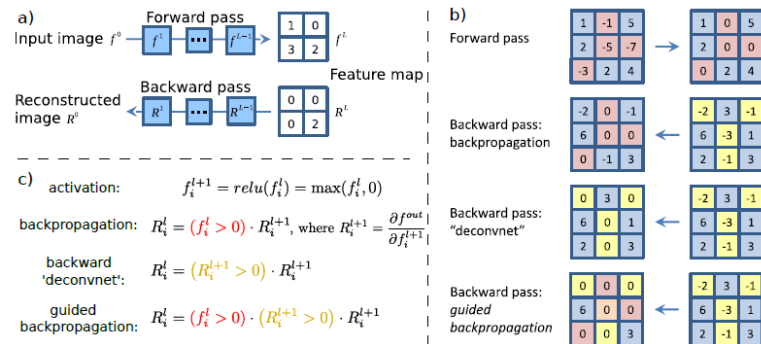 a)
Forward pass
Input image f⁰
f¹ ... f^{L-1}
1 0
3 2
f^L
Feature map
Backward pass
Reconstructed image R⁰
R¹ ... R^{L-1}
0 0
0 2
R^L
c)
activation: f_i^{l+1} = relu(f_i^l) = max(f_i^l, 0)
backpropagation: R_i^l = (f_i^l > 0) · R_i^{l+1}, where R_i^{l+1} = ∂f^{out} / ∂f_i^{l+1}
backward 'deconvnet': R_i^l = (R_i^{l+1} > 0) · R_i^{l+1}
guided backpropagation: R_i^l = (f_i^l > 0) · (R_i^{l+1} > 0) · R_i^{l+1}
b)
Forward pass
1 -1 5
2 -5 -7
-3 2 4
1 0 5
2 0 0
0 2 4
Backward pass:
backpropagation
-2 0 -1
6 0 0
0 -1 3
-2 3 -1
6 -3 1
2 -1 3
Backward pass:
“deconvnet”
0 3 0
6 0 1
2 0 3
-2 3 -1
6 -3 1
2 -1 3
Backward pass:
guided
backpropagation
0 0 0
6 0 0
0 0 3
-2 3 -1
6 -3 1
2 -1 3